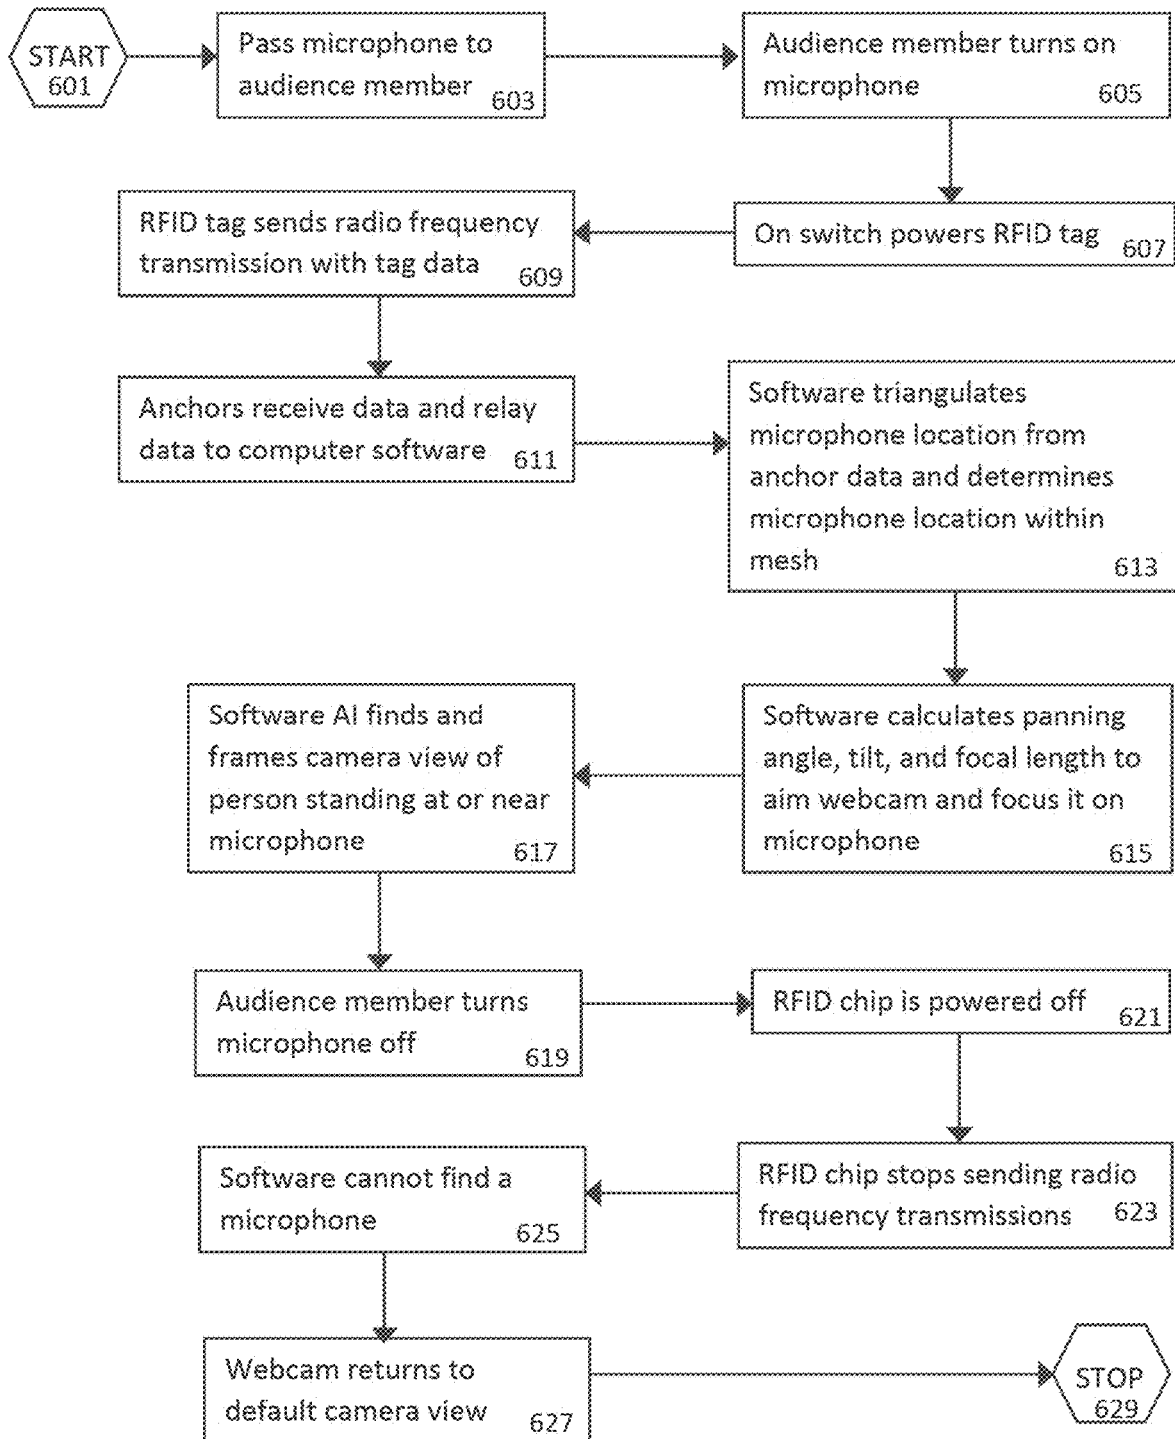 START
601
Pass microphone to
audience member
603
Audience member turns on
microphone
605
On switch powers RFID tag
607
RFID tag sends radio frequency
transmission with tag data
609
Anchors receive data and relay
data to computer software
611
Software triangulates
microphone location from
anchor data and determines
microphone location within
mesh
613
Software calculates panning
angle, tilt, and focal length to
aim webcam and focus it on
microphone
615
Software AI finds and
frames camera view of
person standing at or near
microphone
617
Audience member turns
microphone off
619
RFID chip is powered off
621
RFID chip stops sending radio
frequency transmissions
623
Software cannot find a
microphone
625
Webcam returns to
default camera view
627
STOP
629